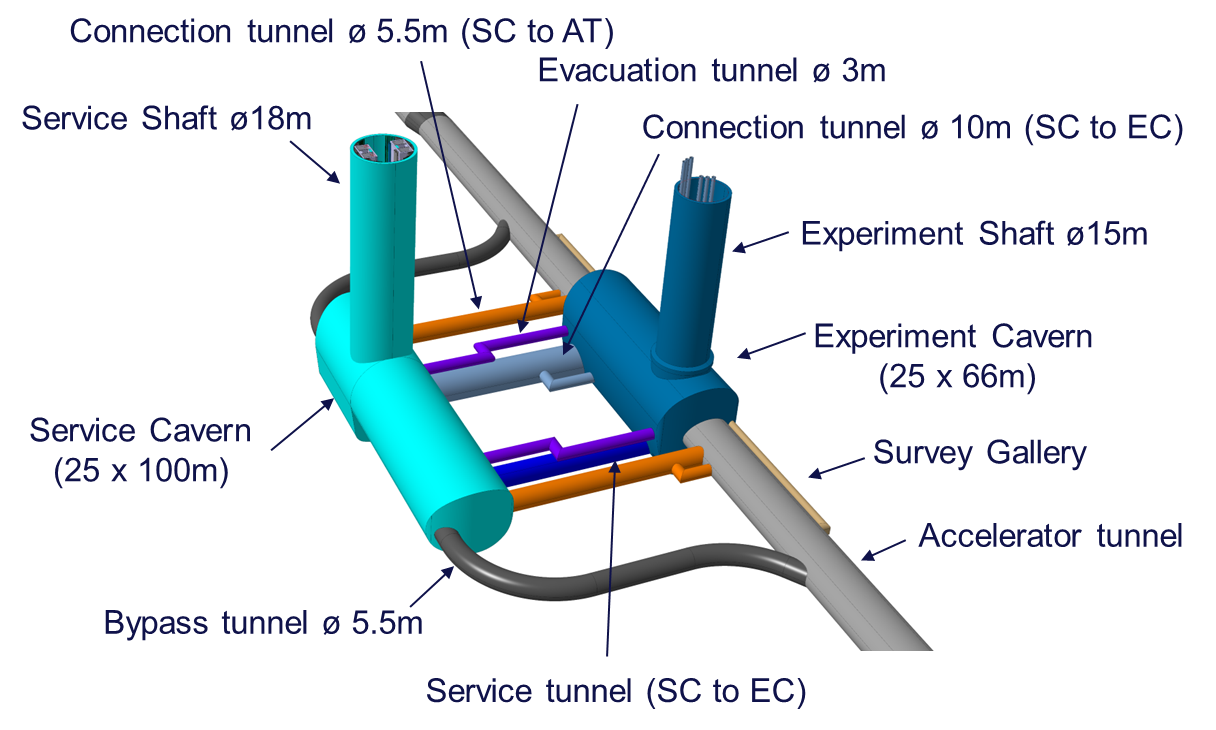 Connection tunnel ø 5.5m (SC to AT)
Evacuation tunnel ø 3m
Service Shaft ø18m
Connection tunnel ø 10m (SC to EC)
Experiment Shaft ø15m
Experiment Cavern
(25 x 66m)
Service Cavern
(25 x 100m)
Survey Gallery
Accelerator tunnel
Bypass tunnel ø 5.5m
Service tunnel (SC to EC)